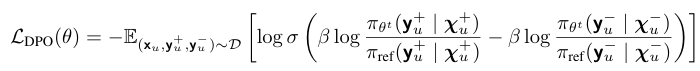 $\mathcal{L}_{\text{DPO}}(\theta) = -\mathbb{E}_{(\mathbf{x}_u, \mathbf{y}_u^+, \mathbf{y}_u^-) \sim \mathcal{D}} \left[ \log \sigma \left( \beta \log \frac{\pi_{\theta^t}(\mathbf{y}_u^+ \mid \boldsymbol{\chi}_u^+)}{\pi_{\text{ref}}(\mathbf{y}_u^+ \mid \boldsymbol{\chi}_u^+)} - \beta \log \frac{\pi_{\theta^t}(\mathbf{y}_u^- \mid \boldsymbol{\chi}_u^-)}{\pi_{\text{ref}}(\mathbf{y}_u^- \mid \boldsymbol{\chi}_u^-)} \right) \right]$